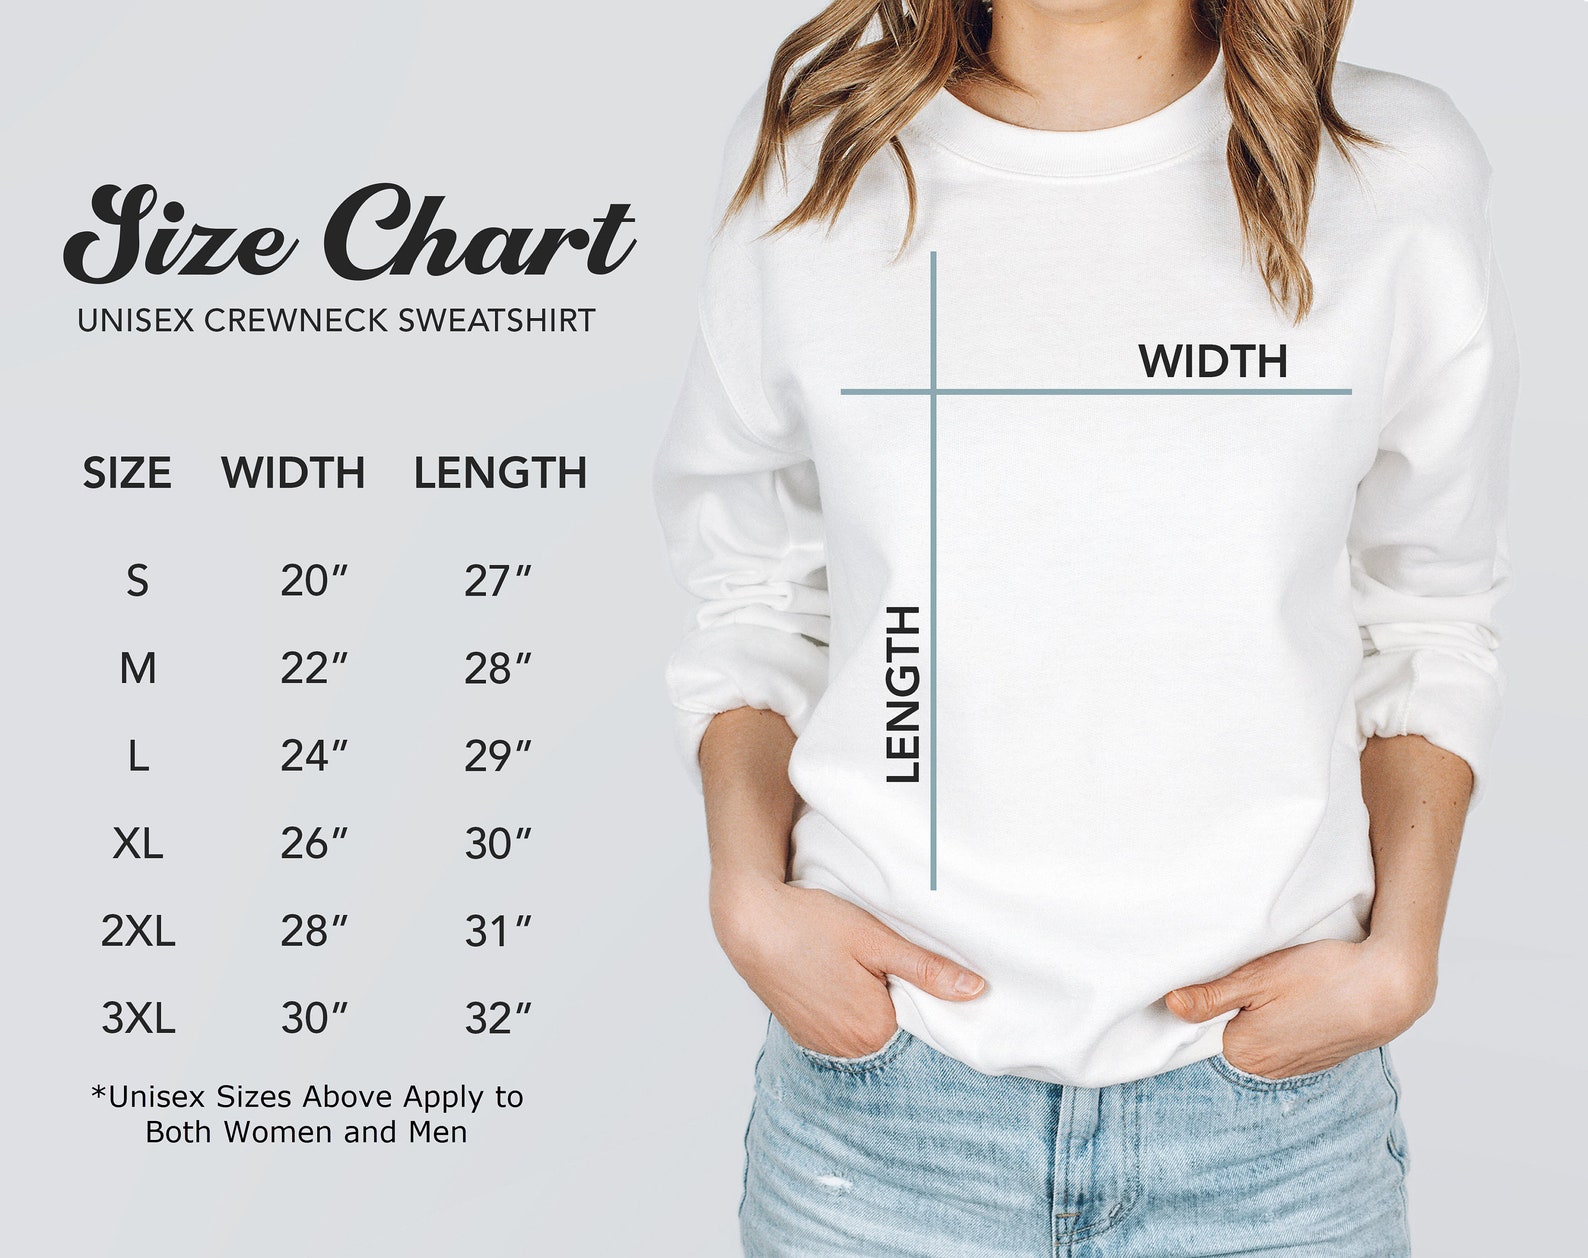 Size Chart
UNISEX CREWNECK SWEATSHIRT
SIZE WIDTH LENGTH
S 20” 27”
M 22” 28”
L 24” 29”
XL 26” 30”
2XL 28” 31”
3XL 30” 32”
*Unisex Sizes Above Apply to
Both Women and Men
WIDTH
LENGTH